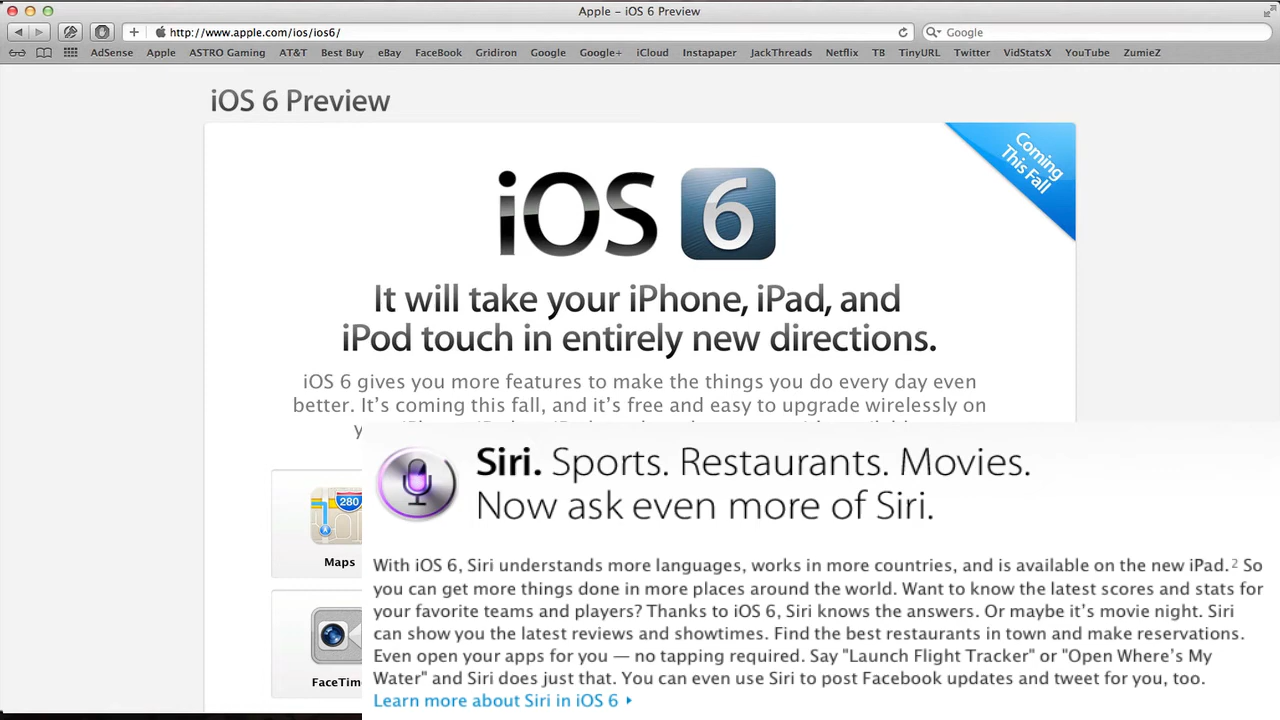 Apple – iOS 6 Preview
http://www.apple.com/ios/ios6/
Google
AdSense Apple ASTRO Gaming AT&T Best Buy eBay FaceBook Gridiron Google Google+ iCloud Instapaper JackThreads Netflix TB TinyURL Twitter VidStatsX YouTube ZumieZ
iOS 6 Preview
Coming
This Fall
iOS 6
It will take your iPhone, iPad, and
iPod touch in entirely new directions.
iOS 6 gives you more features to make the things you do every day even
better. It's coming this fall, and it's free and easy to upgrade wirelessly on
280
Maps
FaceTim
Siri. Sports. Restaurants. Movies.
Now ask even more of Siri.
With iOS 6, Siri understands more languages, works in more countries, and is available on the new iPad.² So
you can get more things done in more places around the world. Want to know the latest scores and stats for
your favorite teams and players? Thanks to iOS 6, Siri knows the answers. Or maybe it's movie night. Siri
can show you the latest reviews and showtimes. Find the best restaurants in town and make reservations.
Even open your apps for you — no tapping required. Say "Launch Flight Tracker" or "Open Where's My
Water" and Siri does just that. You can even use Siri to post Facebook updates and tweet for you, too.
Learn more about Siri in iOS 6